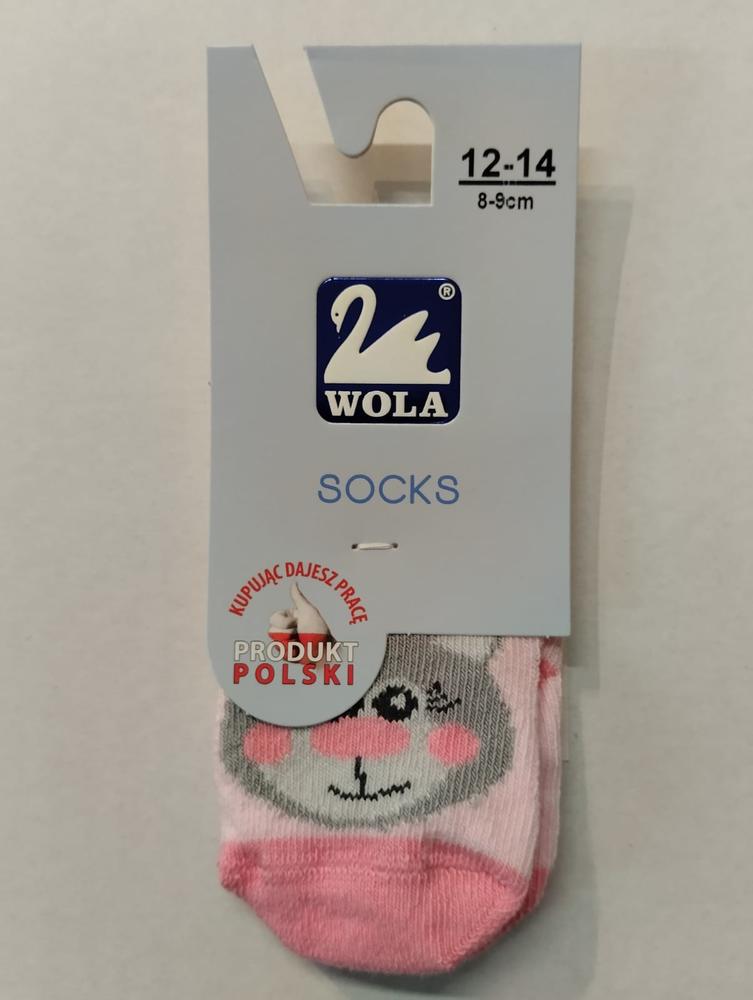 12-14
8-9cm
®
WOLA
SOCKS
KUPUJĄC DAJESZ PRACĘ
PRODUKT
POLSKI